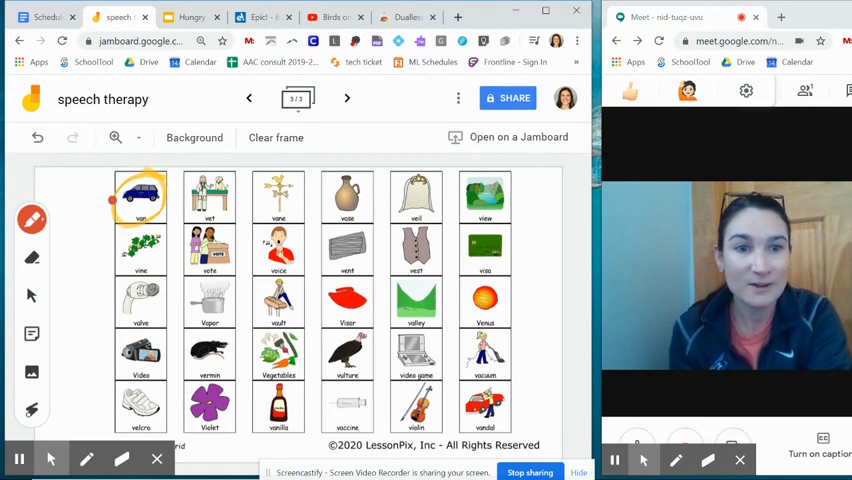 Schedule
speech t
Hungry
Epic! - B
Birds on
Dualles
Meet - nid-tuqz-uvu
jamboard.google.c...
meet.google.com/n...
Apps
SchoolTool
Drive
Calendar
AAC consult 2019-2...
tech ticket
ML Schedules
Frontline - Sign In
Apps
SchoolTool
Drive
Calendar
speech therapy
3/3
SHARE
Background
Clear frame
Open on a Jamboard
van
vet
vane
vase
veil
view
vine
vote
voice
vent
vest
visa
valve
Vapor
vault
Visor
valley
Venus
Video
vermin
Vegetables
vulture
video game
vacuum
velcro
Violet
vanilla
vaccine
violin
vandal
rid
©2020 LessonPix, Inc - All Rights Reserved
Screencastify - Screen Video Recorder is sharing your screen.
Stop sharing
Hide
Turn on caption